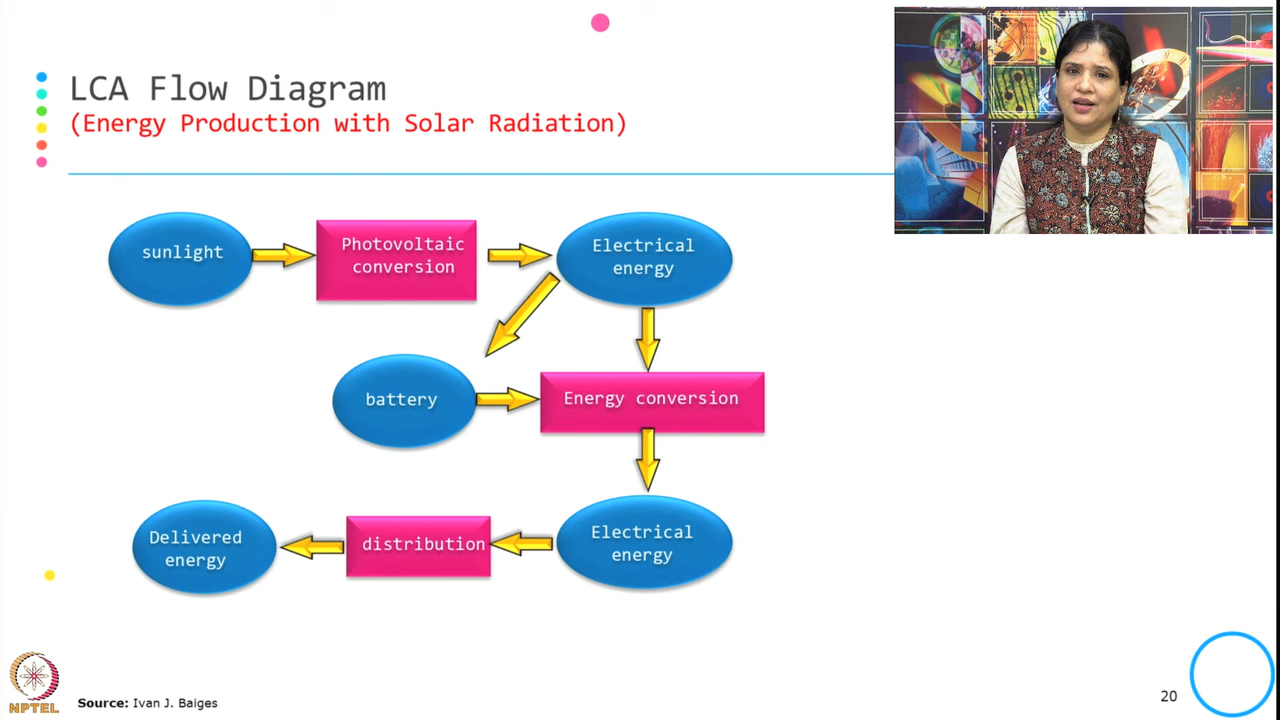 LCA Flow Diagram
(Energy Production with Solar Radiation)
sunlight
Photovoltaic
conversion
Electrical
energy
battery
Energy conversion
Delivered
energy
distribution
Electrical
energy
NPTEL
Source: Ivan J. Baiges
20